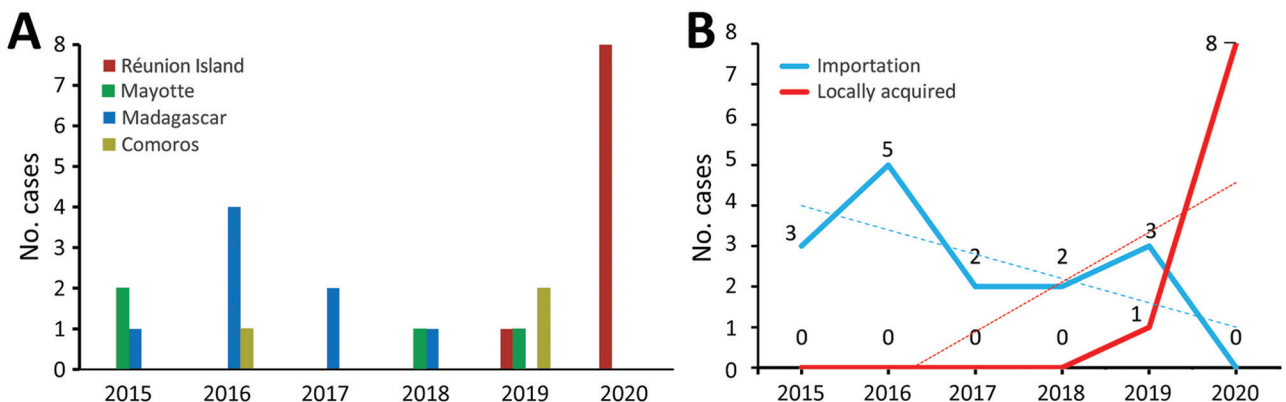 A
No. cases
8
7
6
5
4
3
2
1
0
Réunion Island
Mayotte
Madagascar
Comoros
2015 2016 2017 2018 2019 2020
B
No. cases
8
7
6
5
4
3
2
1
0
Importation
Locally acquired
3 5 2 2 3 0
0 0 0 0 1 8
2015 2016 2017 2018 2019 2020